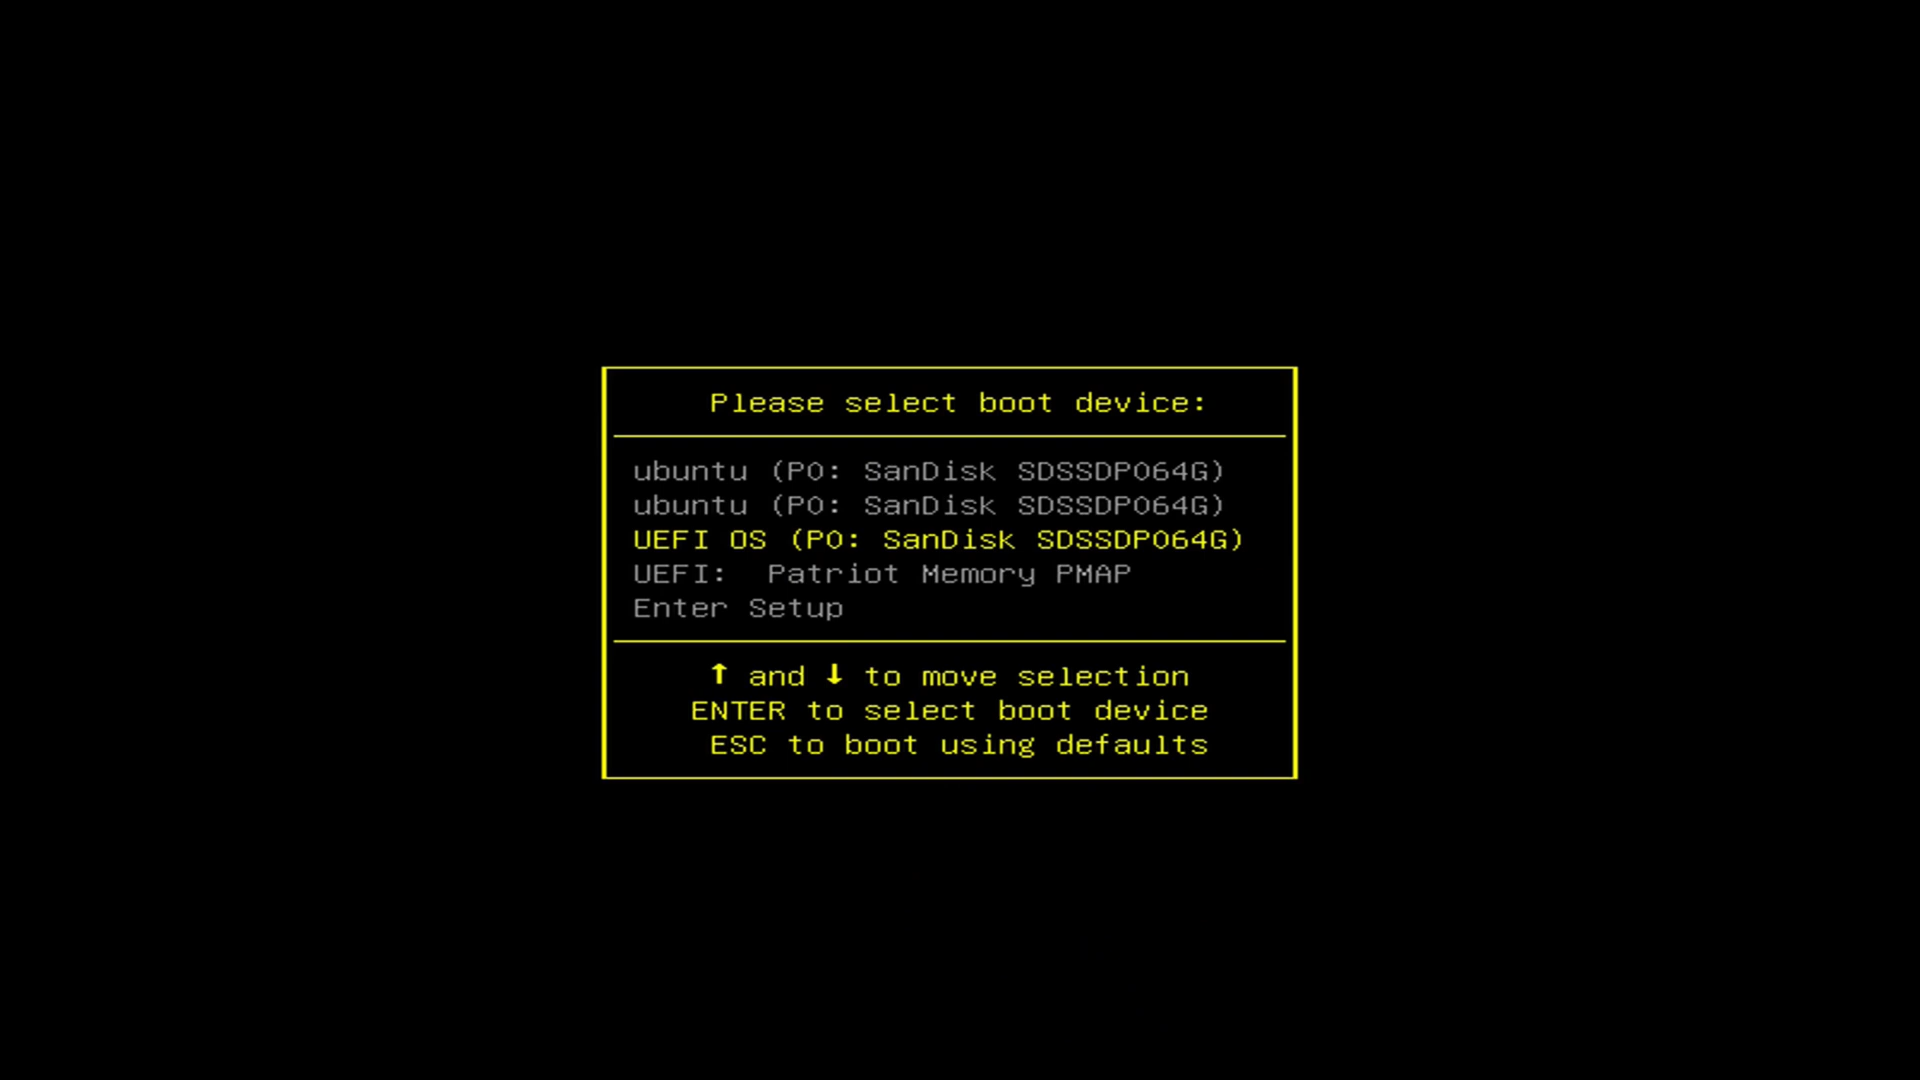 Please select boot device:
ubuntu (P0: SanDisk SDSSDP064G)
ubuntu (P0: SanDisk SDSSDP064G)
UEFI OS (P0: SanDisk SDSSDP064G)
UEFI:  Patriot Memory PMAP
Enter Setup
↑ and ↓ to move selection
ENTER to select boot device
ESC to boot using defaults